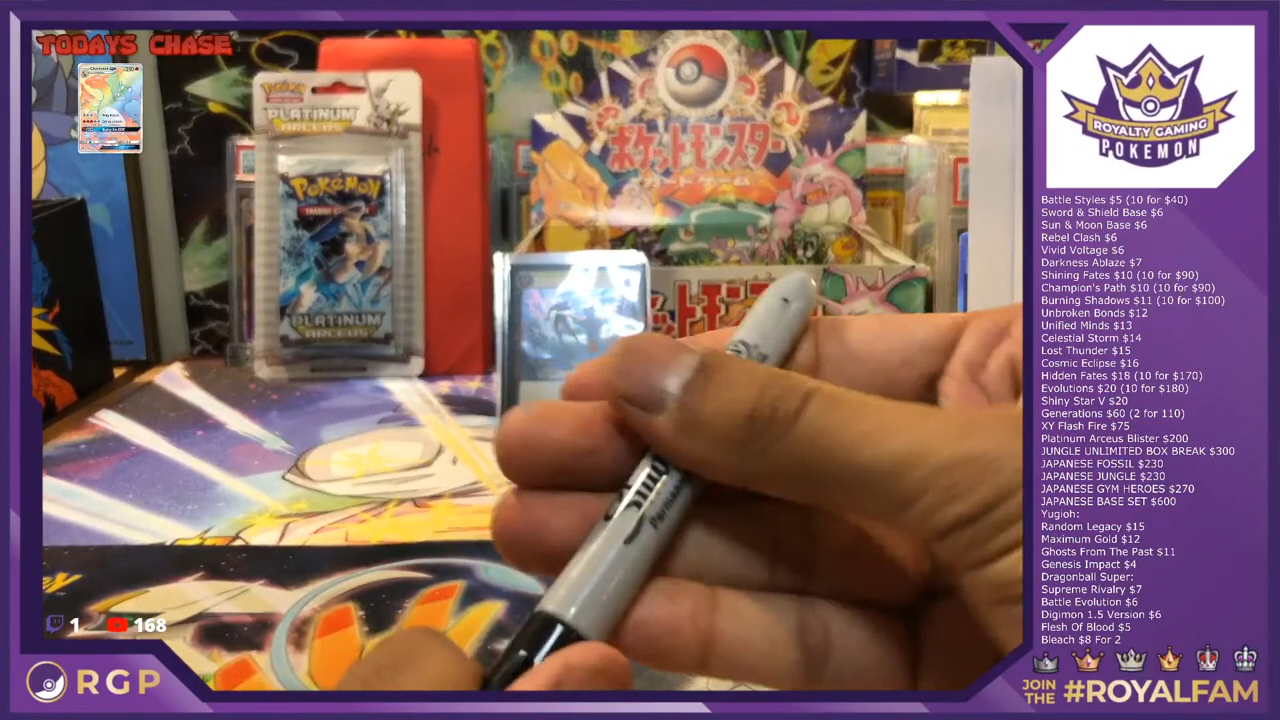 TODAYS CHASE
POKÉMON
PLATINUM
ARCEUS
POKÉMON
PLATINUM
ARCEUS
ポケットモンスター
カードゲーム
1
168
RGP
ROYALTY GAMING
POKEMON
Battle Styles $5 (10 for $40)
Sword & Shield Base $6
Sun & Moon Base $6
Rebel Clash $6
Vivid Voltage $6
Darkness Ablaze $7
Shining Fates $10 (10 for $90)
Champion's Path $10 (10 for $90)
Burning Shadows $11 (10 for $100)
Unbroken Bonds $12
Unified Minds $13
Celestial Storm $14
Lost Thunder $15
Cosmic Eclipse $16
Hidden Fates $18 (10 for $170)
Evolutions $20 (10 for $180)
Shiny Star V $20
Generations $60 (2 for 110)
XY Flash Fire $75
Platinum Arceus Blister $200
JUNGLE UNLIMITED BOX BREAK $300
JAPANESE FOSSIL $230
JAPANESE JUNGLE $230
JAPANESE GYM HEROES $270
JAPANESE BASE SET $600
Yugioh:
Random Legacy $15
Maximum Gold $12
Ghosts From The Past $11
Genesis Impact $4
Dragonball Super:
Supreme Rivalry $7
Battle Evolution $6
Digimon 1.5 Version $6
Flesh Of Blood $5
Bleach $8 For 2
JOIN
THE #ROYALFAM